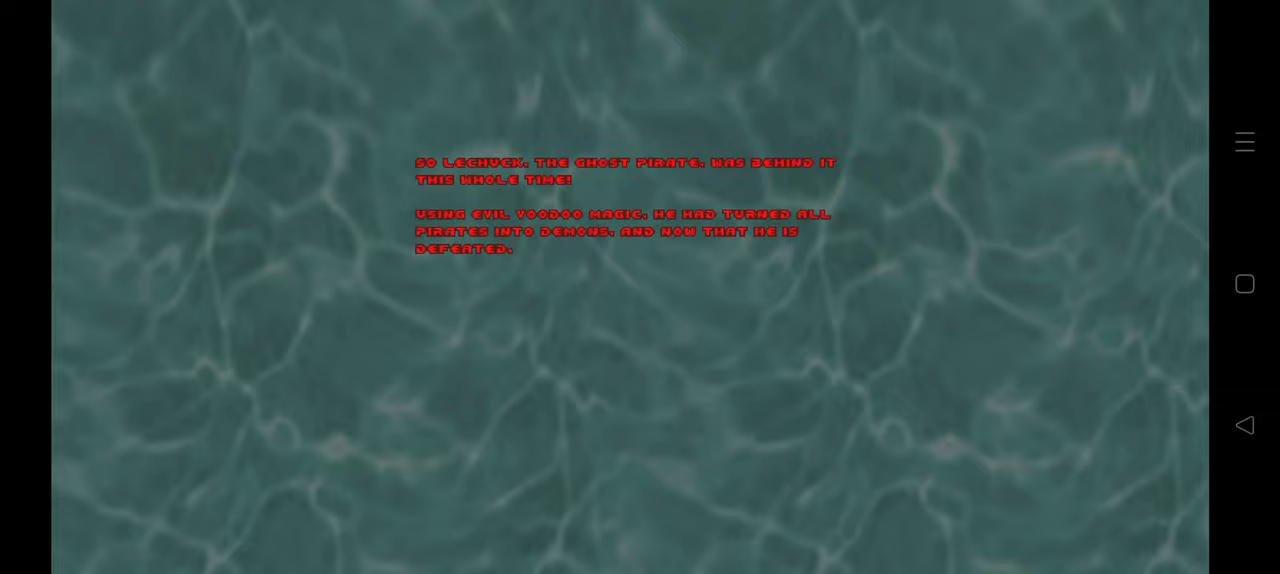 SO LECHUCK, THE GHOST PIRATE, WAS BEHIND IT
THIS WHOLE TIME!
USING EVIL VOODOO MAGIC, HE HAD TURNED ALL
PIRATES INTO DEMONS, AND NOW THAT HE IS
DEFEATED,